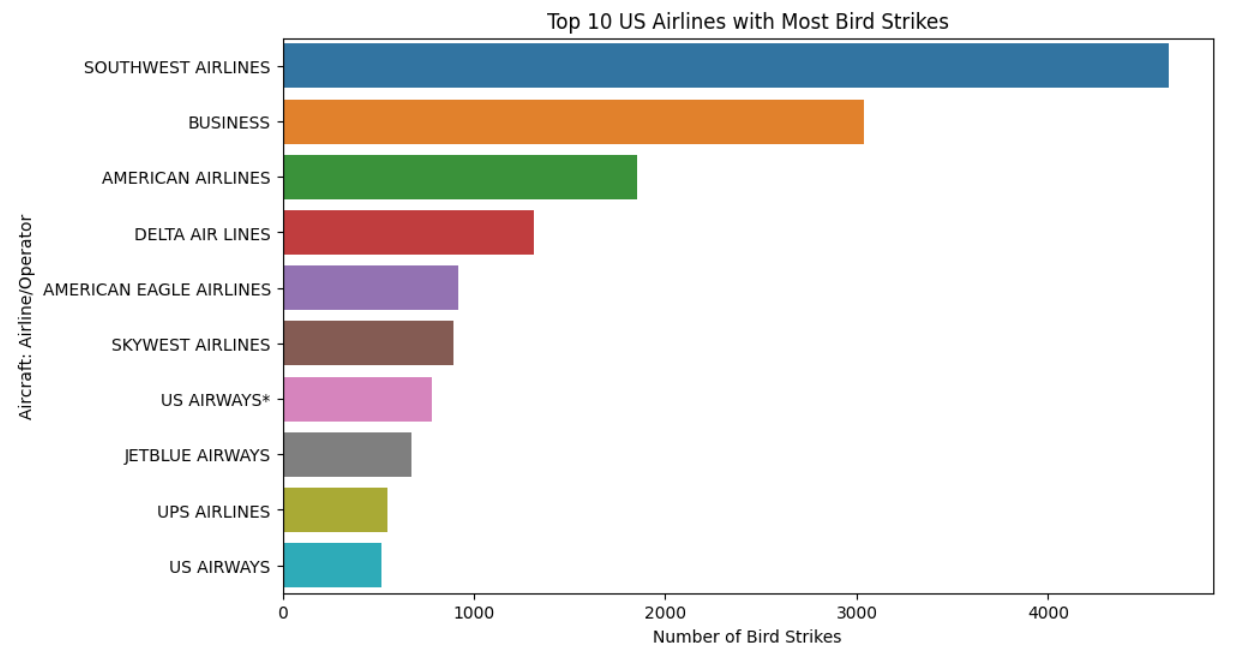 Top 10 US Airlines with Most Bird Strikes
Aircraft: Airline/Operator
SOUTHWEST AIRLINES
BUSINESS
AMERICAN AIRLINES
DELTA AIR LINES
AMERICAN EAGLE AIRLINES
SKYWEST AIRLINES
US AIRWAYS*
JETBLUE AIRWAYS
UPS AIRLINES
US AIRWAYS
0 1000 2000 3000 4000
Number of Bird Strikes